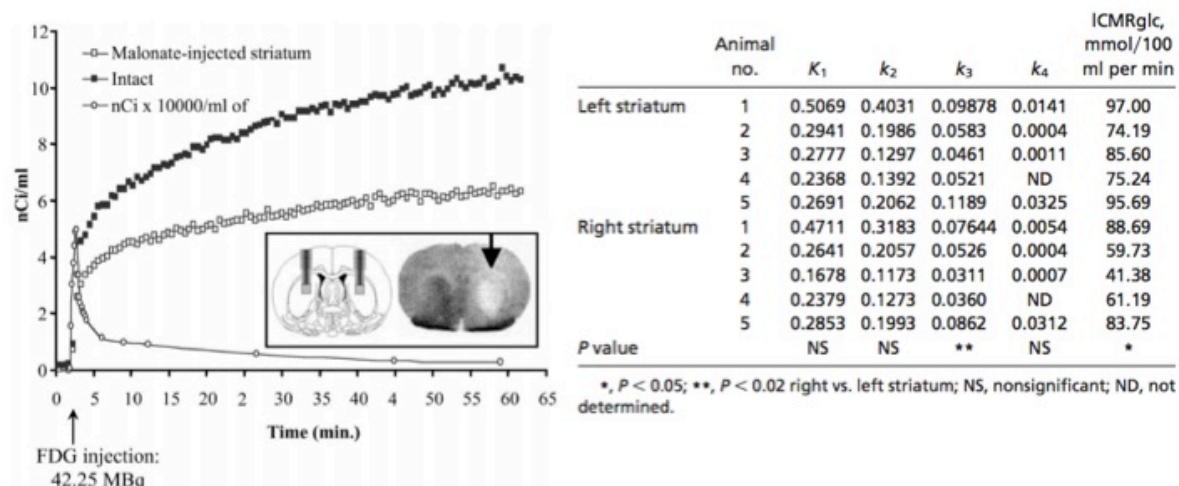 12
10
8
6
4
2
0
nCi/ml
Malonate-injected striatum
Intact
nCi x 10000/ml of
0 5 10 15 20 2 30 35 40 4 50 55 60 65
Time (min.)
FDG injection:
42.25 MBq
Animal no. K1 k2 k3 k4 lCMRglc, mmol/100 ml per min
Left striatum 1 0.5069 0.4031 0.09878 0.0141 97.00
2 0.2941 0.1986 0.0583 0.0004 74.19
3 0.2777 0.1297 0.0461 0.0011 85.60
4 0.2368 0.1392 0.0521 ND 75.24
5 0.2691 0.2062 0.1189 0.0325 95.69
Right striatum 1 0.4711 0.3183 0.07644 0.0054 88.69
2 0.2641 0.2057 0.0526 0.0004 59.73
3 0.1678 0.1173 0.0311 0.0007 41.38
4 0.2379 0.1273 0.0360 ND 61.19
5 0.2853 0.1993 0.0862 0.0312 83.75
P value NS NS ** NS *
*, P < 0.05; **, P < 0.02 right vs. left striatum; NS, nonsignificant; ND, not
determined.